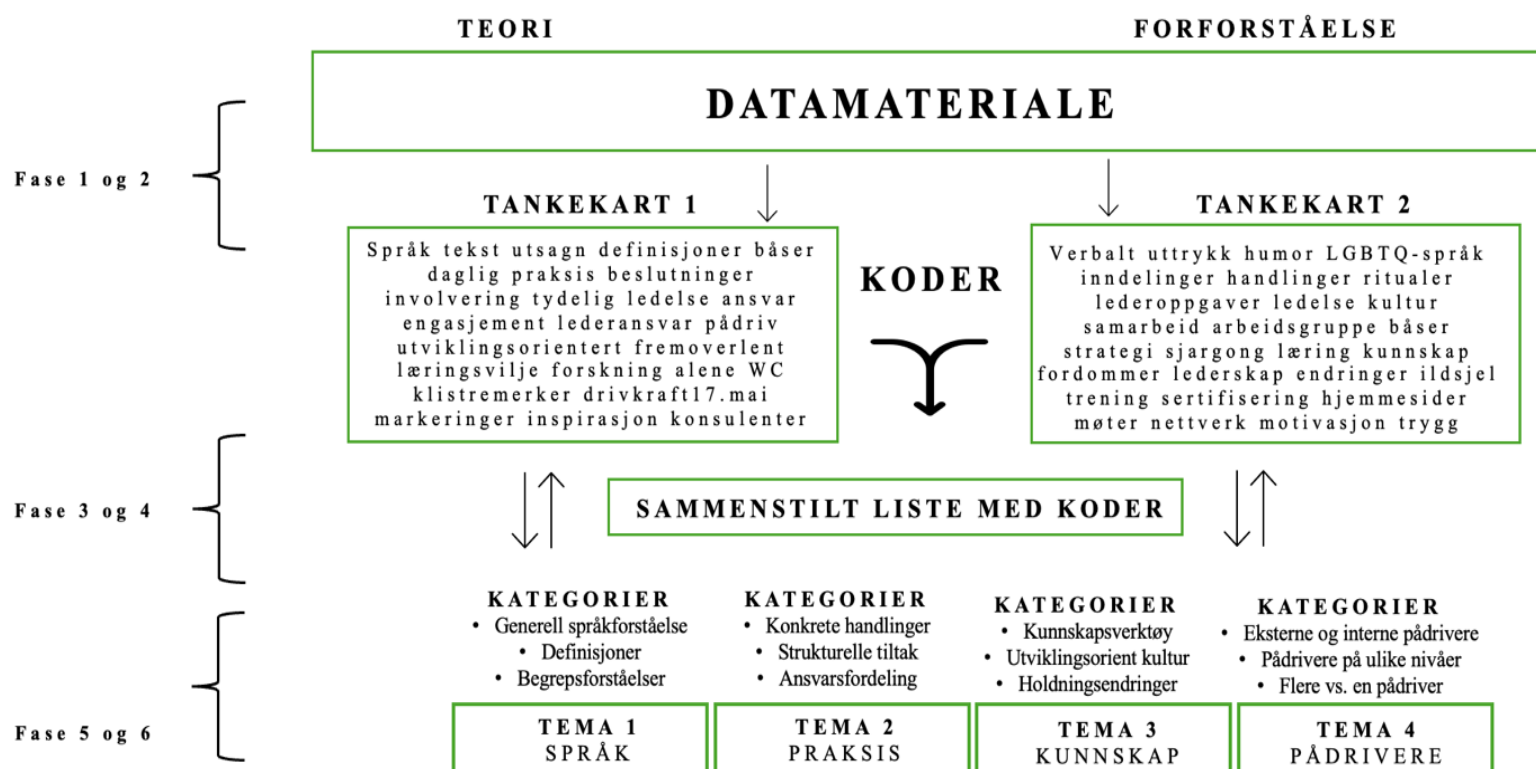 TEORI
FORFORSTÅELSE
DATAMATERIALE
Fase 1 og 2
TANKEKART 1
Språk tekst utsagn definisjoner båser
daglig praksis beslutninger
involvering tydelig ledelse ansvar
engasjement lederansvar pådriv
utviklingsorientert fremoverlent
læringsvilje forskning alene WC
klistremerker drivkraft17.mai
markeringer inspirasjon konsulenter
KODER
TANKEKART 2
Verbalt uttrykk humor LGBTQ-språk
inndelinger handlinger ritualer
lederoppgaver ledelse kultur
samarbeid arbeidsgruppe båser
strategi sjargong læring kunnskap
fordommer lederskap endringer ildsjel
trening sertifisering hjemmesider
møter nettverk motivasjon trygg
Fase 3 og 4
SAMMENSTILT LISTE MED KODER
KATEGORIER
• Generell språkforståelse
• Definisjoner
• Begrepsforståelser
KATEGORIER
• Konkrete handlinger
• Strukturelle tiltak
• Ansvarsfordeling
KATEGORIER
• Kunnskapsverktøy
• Utviklingsorient kultur
• Holdningsendringer
KATEGORIER
• Eksterne og interne pådrivere
• Pådrivere på ulike nivåer
• Flere vs. en pådriver
Fase 5 og 6
TEMA 1
SPRÅK
TEMA 2
PRAKSIS
TEMA 3
KUNNSKAP
TEMA 4
PÅDRIVERE